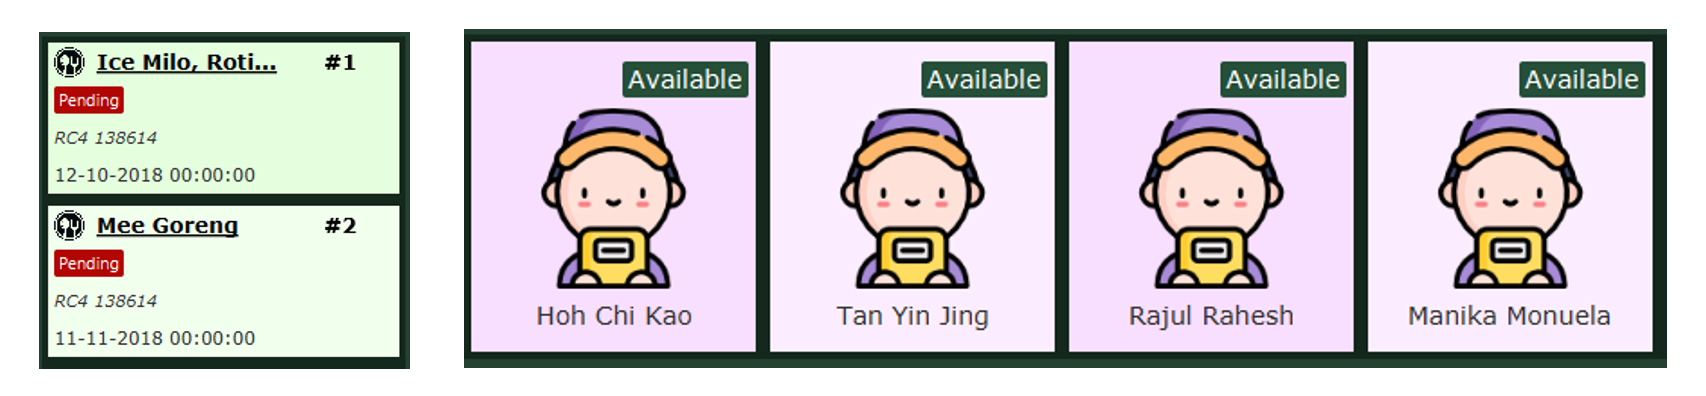 Ice Milo, Roti... #1
Pending
RC4 138614
12-10-2018 00:00:00
Mee Goreng #2
Pending
RC4 138614
11-11-2018 00:00:00
Available Available Available Available
Hoh Chi Kao Tan Yin Jing Rajul Rahesh Manika Monuela